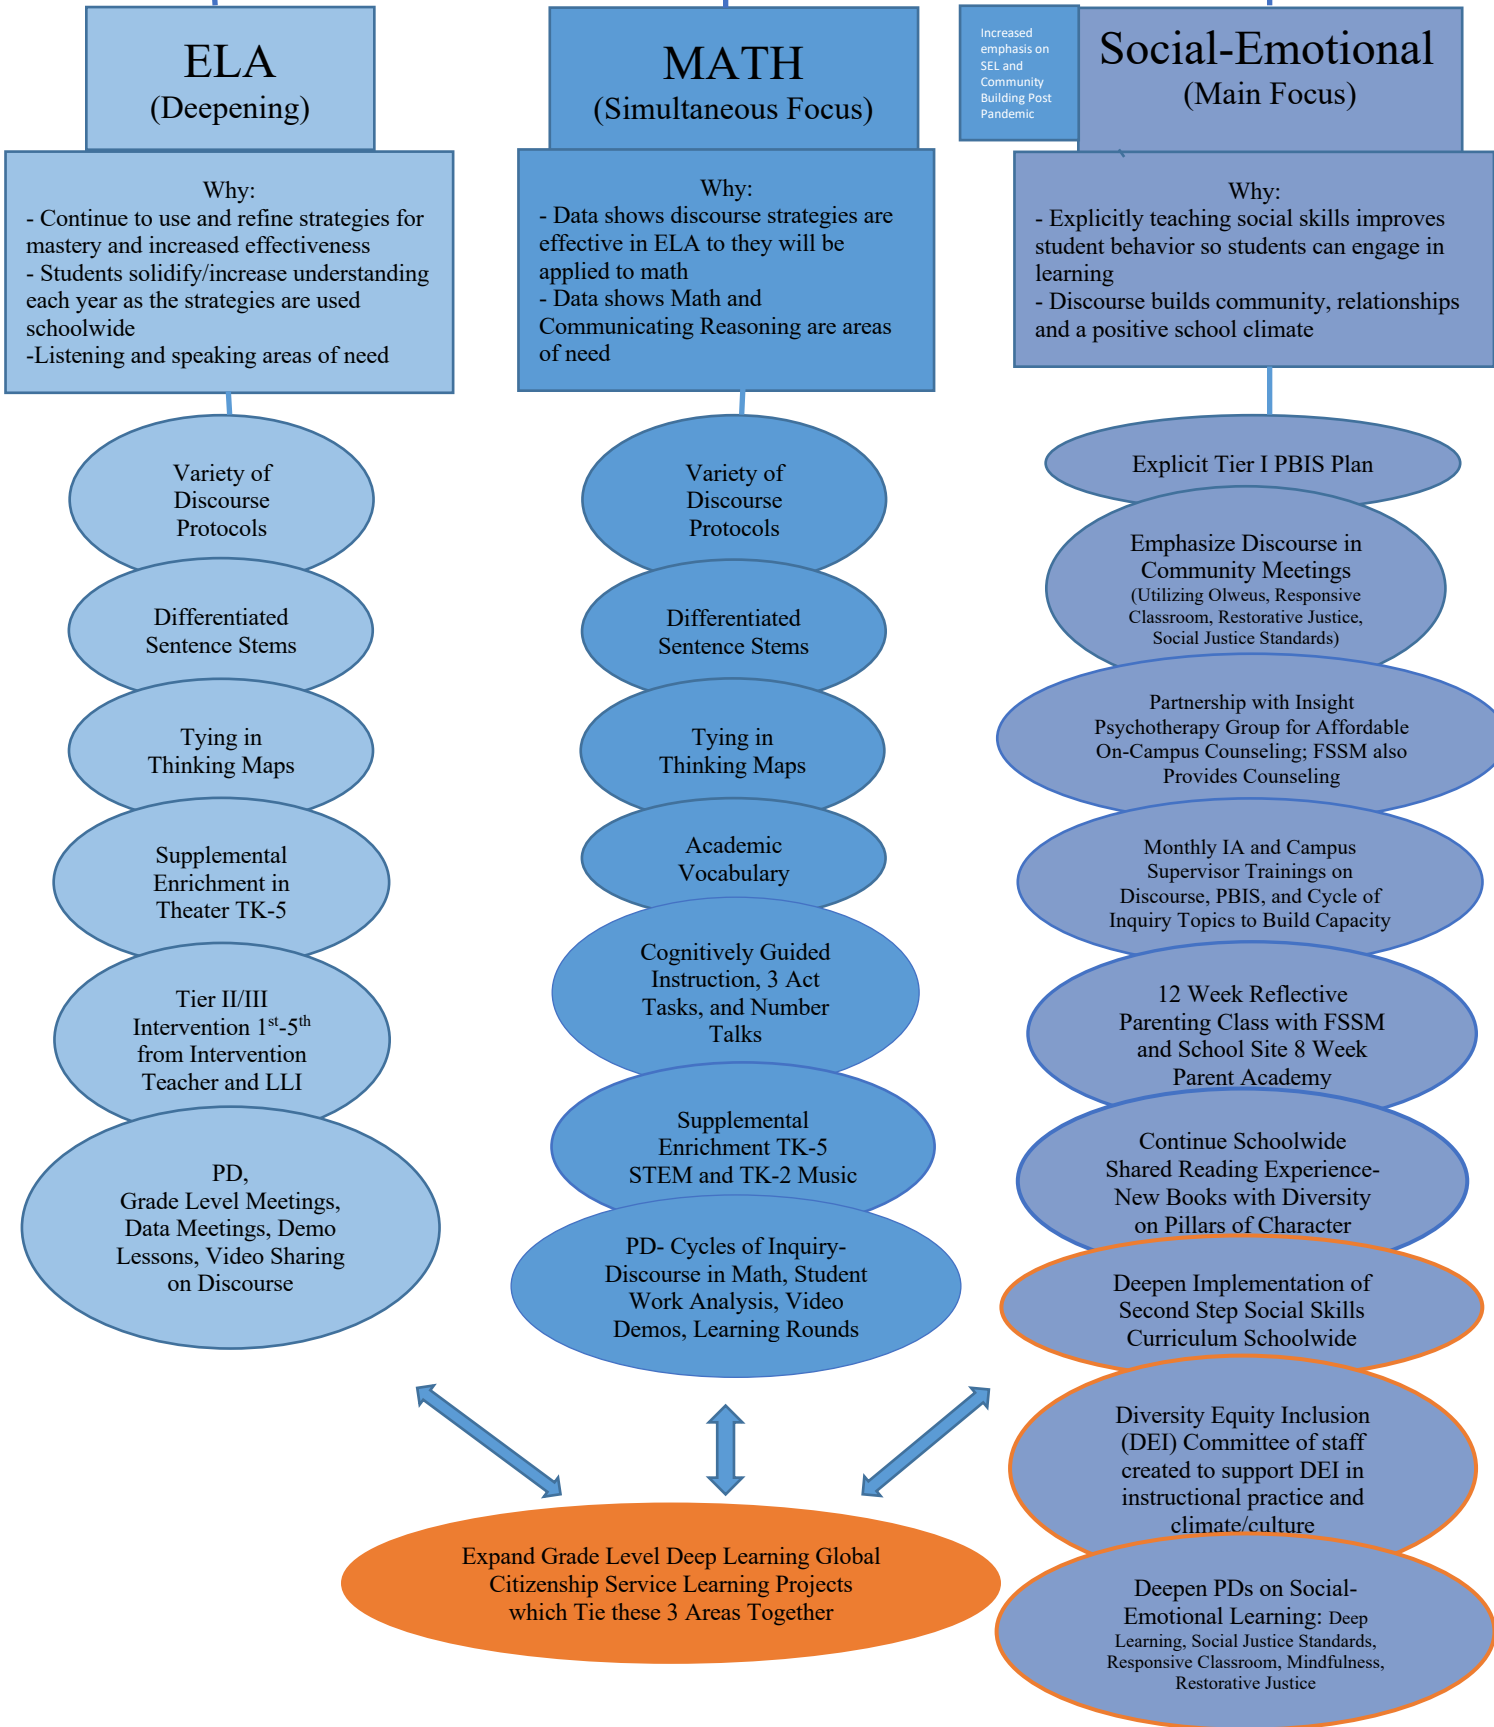 ELA
(Deepening)
Why:
- Continue to use and refine strategies for
mastery and increased effectiveness
- Students solidify/increase understanding
each year as the strategies are used
schoolwide
-Listening and speaking areas of need
Variety of
Discourse
Protocols
Differentiated
Sentence Stems
Tying in
Thinking Maps
Supplemental
Enrichment in
Theater TK-5
Tier II/III
Intervention 1st-5th
from Intervention
Teacher and LLI
PD,
Grade Level Meetings,
Data Meetings, Demo
Lessons, Video Sharing
on Discourse
MATH
(Simultaneous Focus)
Why:
- Data shows discourse strategies are
effective in ELA to they will be
applied to math
- Data shows Math and
Communicating Reasoning are areas
of need
Variety of
Discourse
Protocols
Differentiated
Sentence Stems
Tying in
Thinking Maps
Academic
Vocabulary
Cognitively Guided
Instruction, 3 Act
Tasks, and Number
Talks
Supplemental
Enrichment TK-5
STEM and TK-2 Music
PD- Cycles of Inquiry-
Discourse in Math, Student
Work Analysis, Video
Demos, Learning Rounds
Increased
emphasis on
SEL and
Community
Building Post
Pandemic
Social-Emotional
(Main Focus)
Why:
- Explicitly teaching social skills improves
student behavior so students can engage in
learning
- Discourse builds community, relationships
and a positive school climate
Explicit Tier I PBIS Plan
Emphasize Discourse in
Community Meetings
(Utilizing Olweus, Responsive
Classroom, Restorative Justice,
Social Justice Standards)
Partnership with Insight
Psychotherapy Group for Affordable
On-Campus Counseling; FSSM also
Provides Counseling
Monthly IA and Campus
Supervisor Trainings on
Discourse, PBIS, and Cycle of
Inquiry Topics to Build Capacity
12 Week Reflective
Parenting Class with FSSM
and School Site 8 Week
Parent Academy
Continue Schoolwide
Shared Reading Experience-
New Books with Diversity
on Pillars of Character
Deepen Implementation of
Second Step Social Skills
Curriculum Schoolwide
Diversity Equity Inclusion
(DEI) Committee of staff
created to support DEI in
instructional practice and
climate/culture
Deepen PDs on Social-
Emotional Learning: Deep
Learning, Social Justice Standards,
Responsive Classroom, Mindfulness,
Restorative Justice
Expand Grade Level Deep Learning Global
Citizenship Service Learning Projects
which Tie these 3 Areas Together